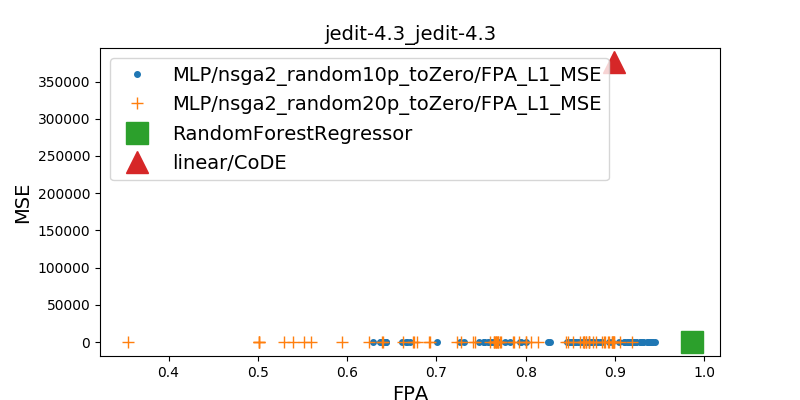 jedit-4.3_jedit-4.3
MLP/nsga2_random10p_toZero/FPA_L1_MSE
MLP/nsga2_random20p_toZero/FPA_L1_MSE
RandomForestRegressor
linear/CoDE
MSE
350000
300000
250000
200000
150000
100000
50000
0
0.4 0.5 0.6 0.7 0.8 0.9 1.0
FPA